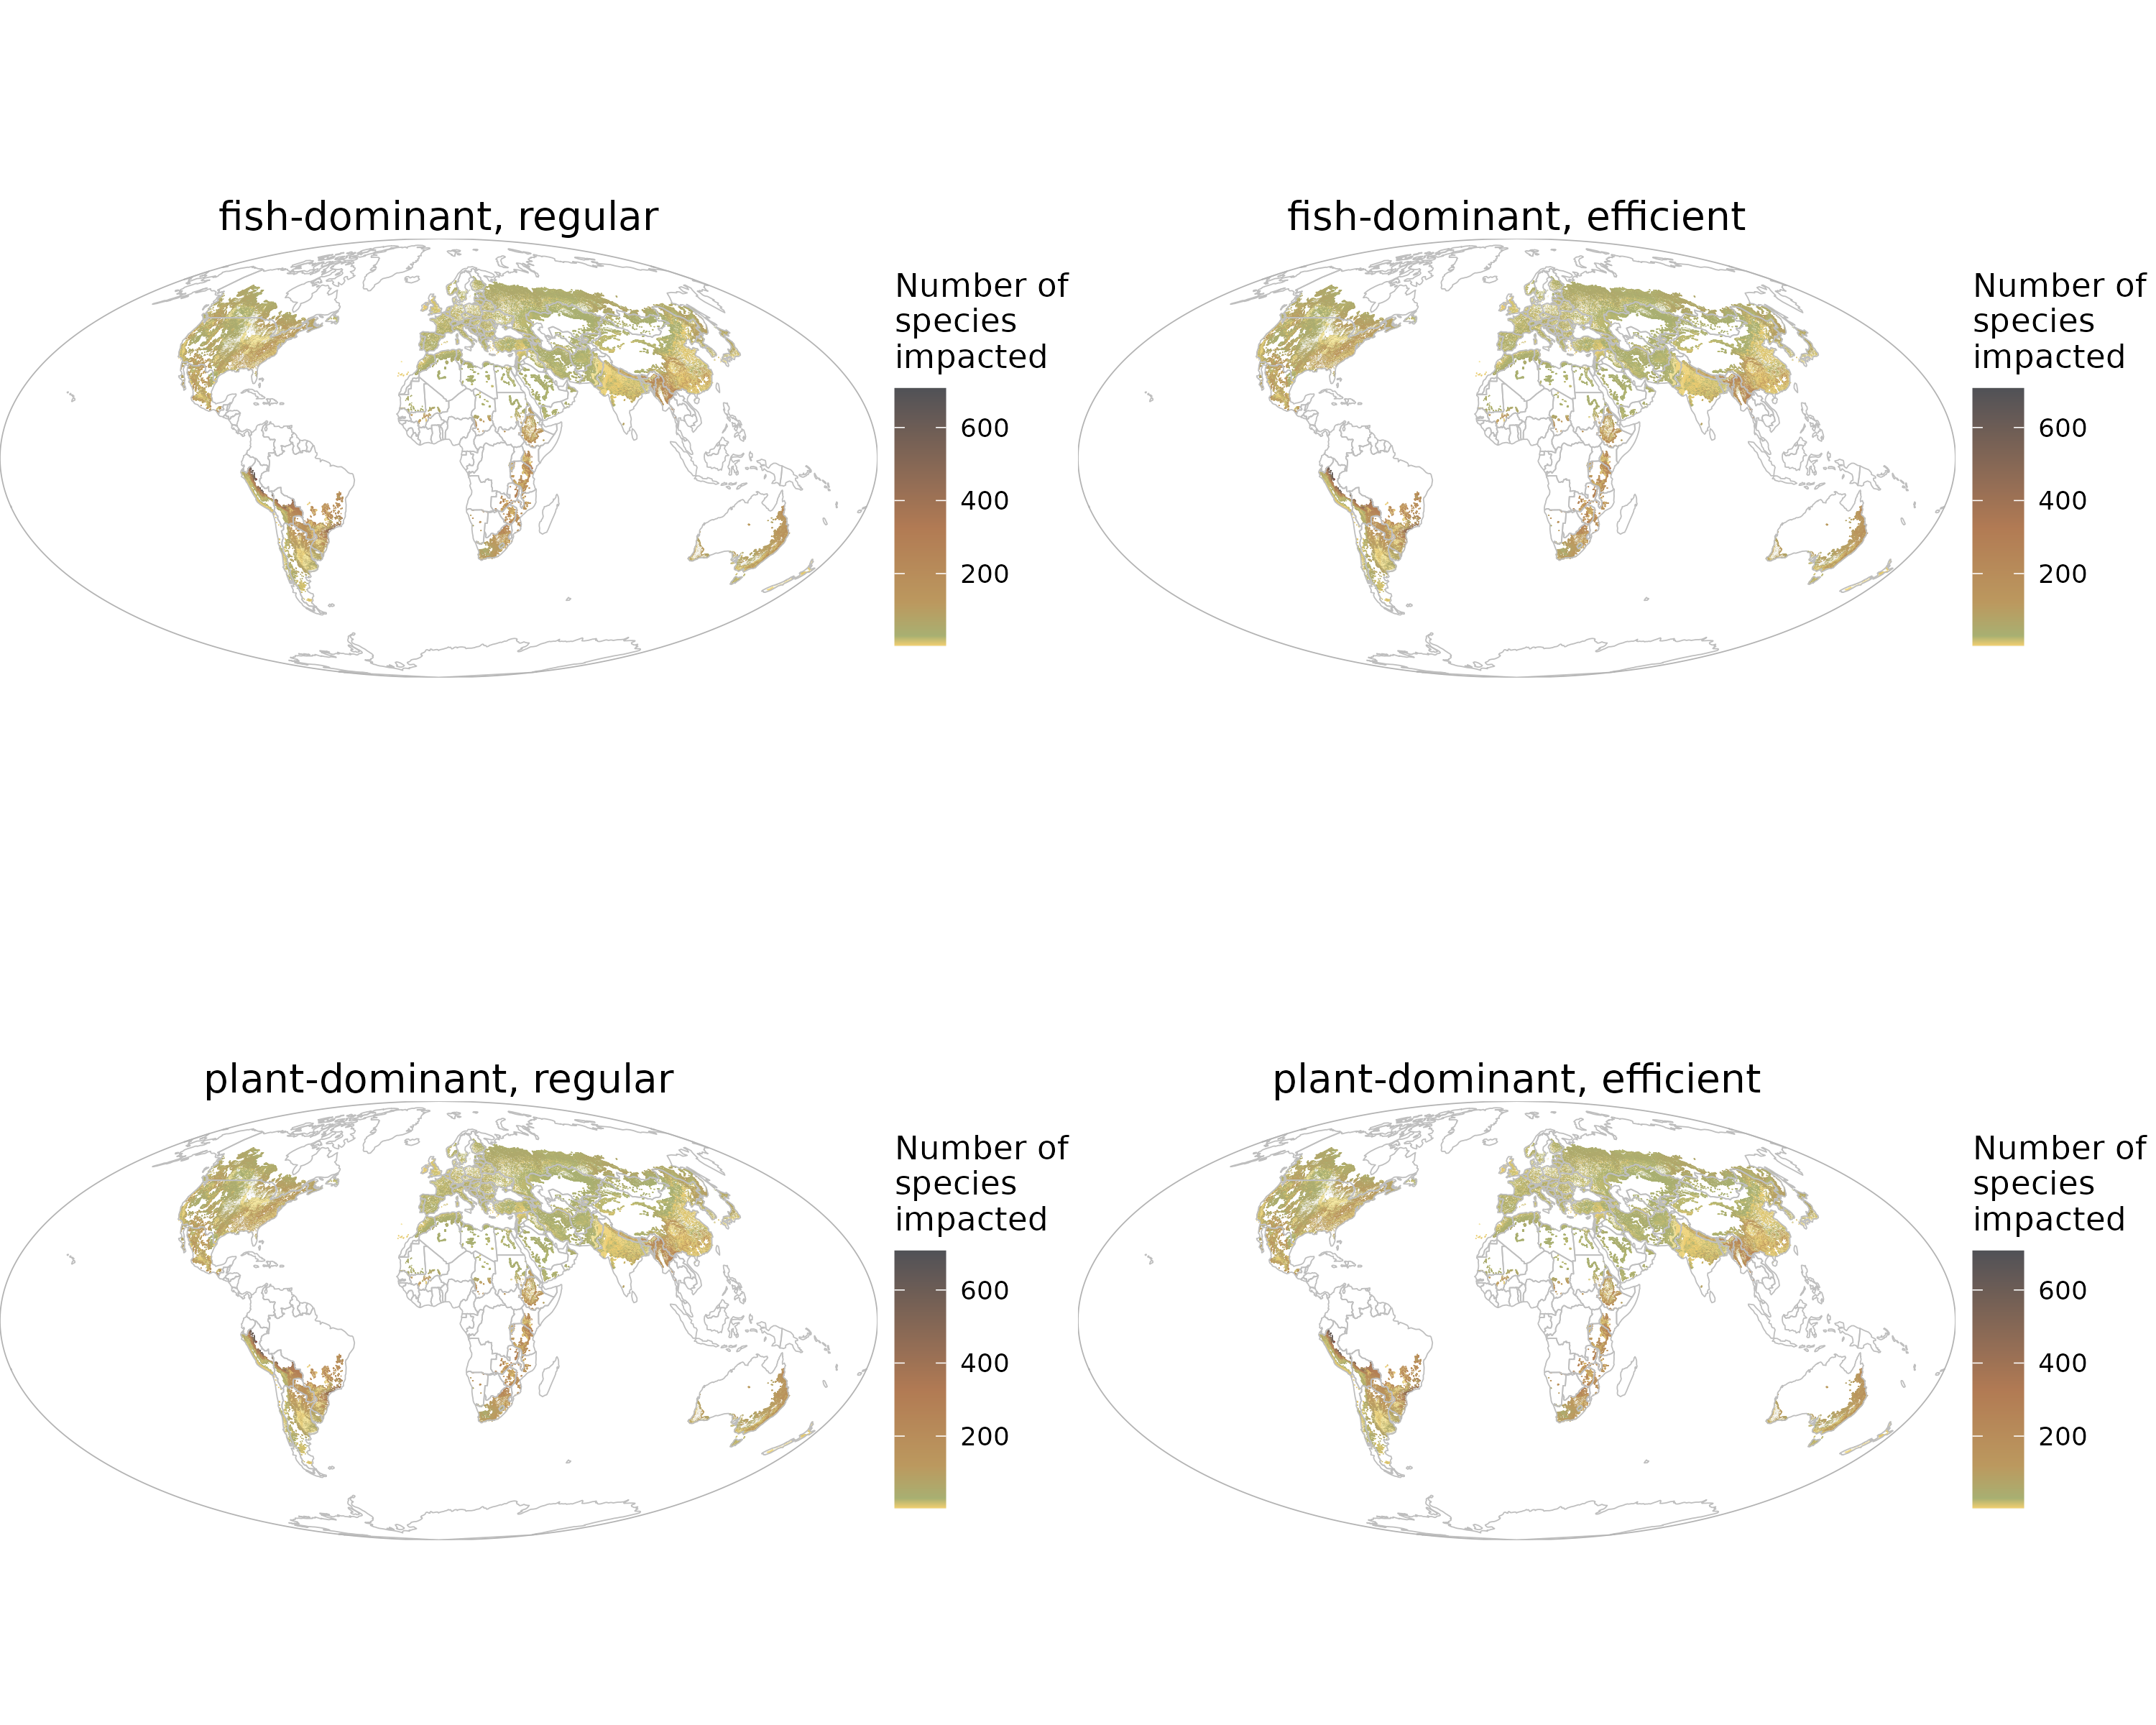 fish-dominant, regular
Number of
species
impacted
600
400
200
fish-dominant, efficient
Number of
species
impacted
600
400
200
plant-dominant, regular
Number of
species
impacted
600
400
200
plant-dominant, efficient
Number of
species
impacted
600
400
200